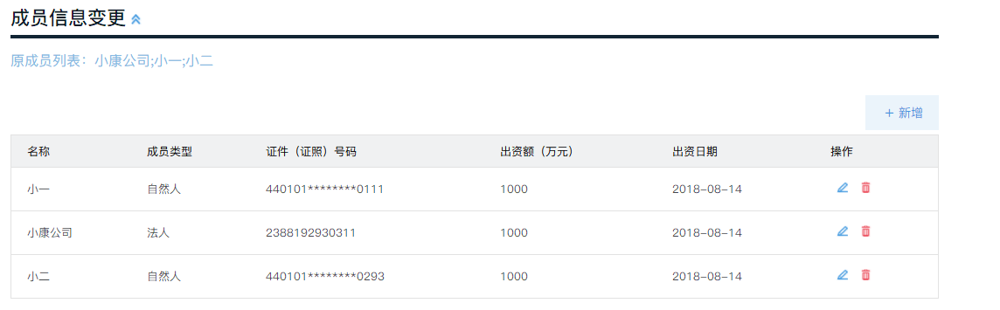 成员信息变更
原成员列表：小康公司;小一;小二
+ 新增
名称 成员类型 证件（证照）号码 出资额（万元） 出资日期 操作
小一 自然人 440101********0111 1000 2018-08-14
小康公司 法人 2388192930311 1000 2018-08-14
小二 自然人 440101********0293 1000 2018-08-14